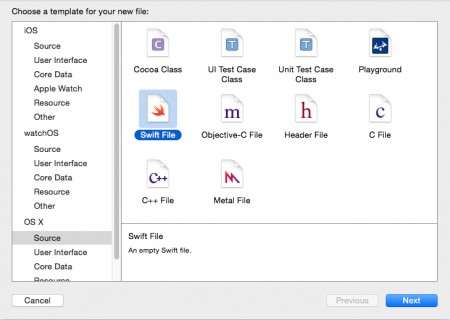 Choose a template for your new file:
iOS
Source
User Interface
Core Data
Apple Watch
Resource
Other
watchOS
Source
User Interface
Core Data
Resource
Other
OS X
Source
User Interface
Core Data
Resource
C
Cocoa Class
T
UI Test Case
Class
T
Unit Test Case
Class
Playground
Swift File
m
Objective-C File
h
Header File
c
C File
C++
C++ File
Metal File
Swift File
An empty Swift file.
Cancel
Previous
Next